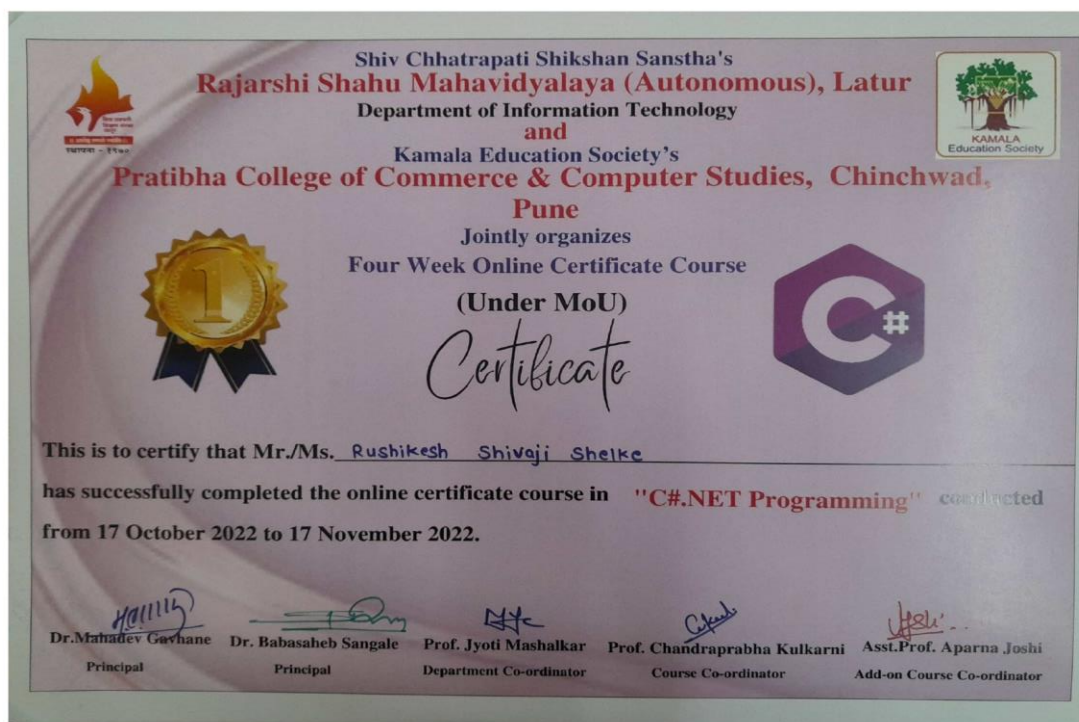 Shiv Chhatrapati Shikshan Sanstha's
Rajarshi Shahu Mahavidyalaya (Autonomous), Latur
Department of Information Technology
and
Kamala Education Society's
Pratibha College of Commerce & Computer Studies, Chinchwad,
Pune
Jointly organizes
Four Week Online Certificate Course
(Under MoU)
Certificate
स्थापना - १९७०
KAMALA
Education Society
1
C#
This is to certify that Mr./Ms. Rushikesh Shivaji Shelke
has successfully completed the online certificate course in "C#.NET Programming" conducted
from 17 October 2022 to 17 November 2022.
Dr.Mahadev Gavhane Dr. Babasaheb Sangale Prof. Jyoti Mashalkar Prof. Chandraprabha Kulkarni Asst.Prof. Aparna Joshi
Principal Principal Department Co-ordinator Course Co-ordinator Add-on Course Co-ordinator